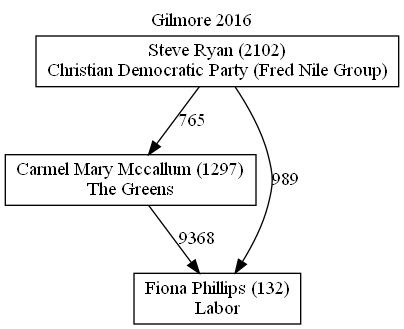 Gilmore 2016
Steve Ryan (2102)
Christian Democratic Party (Fred Nile Group)
765
Carmel Mary Mccallum (1297)
The Greens
989
9368
Fiona Phillips (132)
Labor